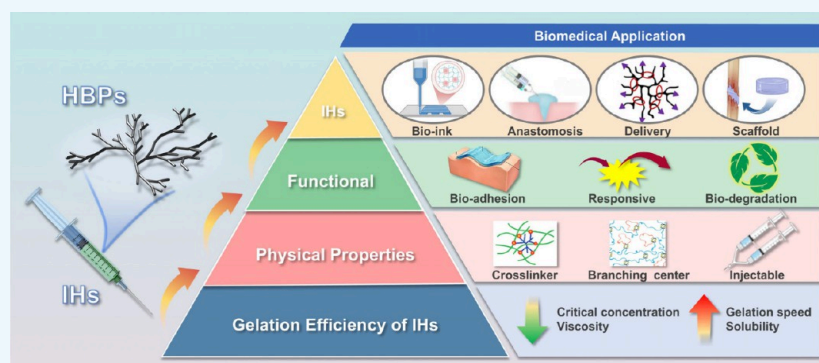 Biomedical Application
HBPs
IHs
IHs
Bio-ink
Anastomosis
Delivery
Scaffold
Functional
Bio-adhesion
Responsive
Bio-degradation
Physical Properties
Crosslinker
Branching center
Injectable
Gelation Efficiency of IHs
Critical concentration
Viscosity
Gelation speed
Solubility